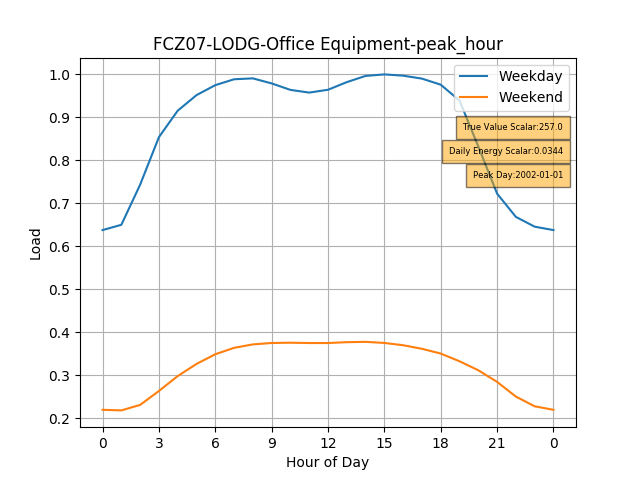 FCZ07-LODG-Office Equipment-peak_hour
Load
1.0
0.9
0.8
0.7
0.6
0.5
0.4
0.3
0.2
Weekday
Weekend
True Value Scalar:257.0
Daily Energy Scalar:0.0344
Peak Day:2002-01-01
0 3 6 9 12 15 18 21 0
Hour of Day